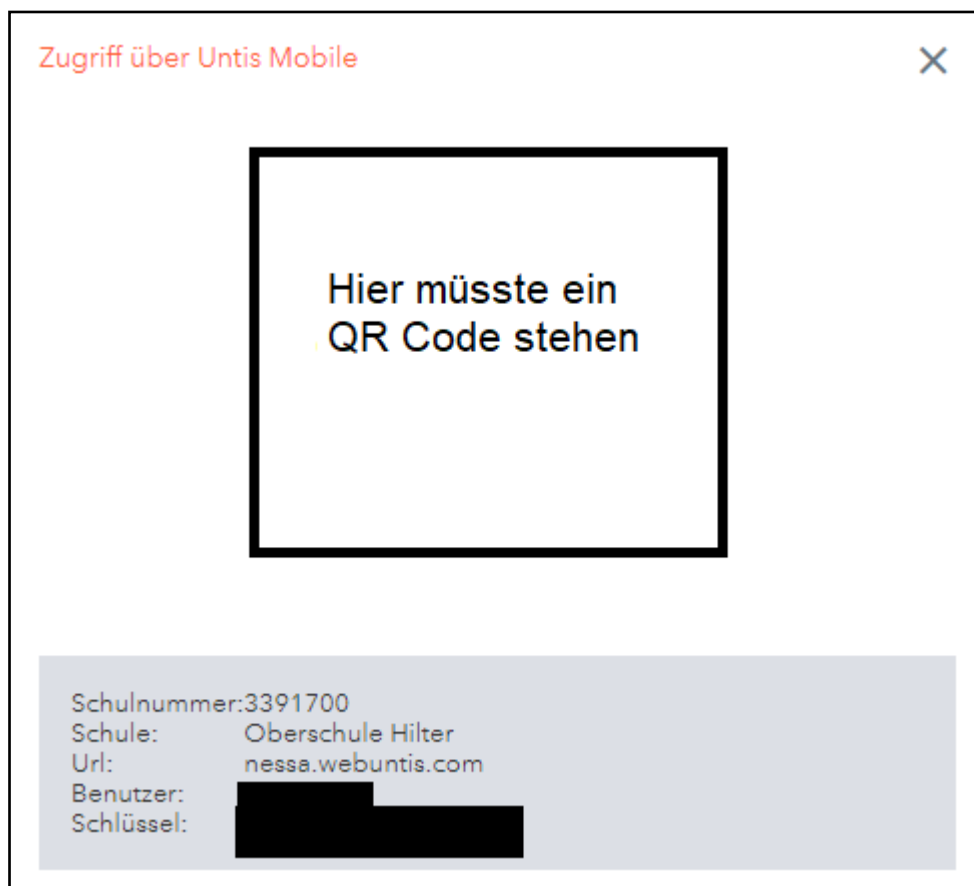 Zugriff über Untis Mobile
Hier müsste ein
QR Code stehen
Schulnummer:3391700
Schule: Oberschule Hilter
Url: nessa.webuntis.com
Benutzer:
Schlüssel: